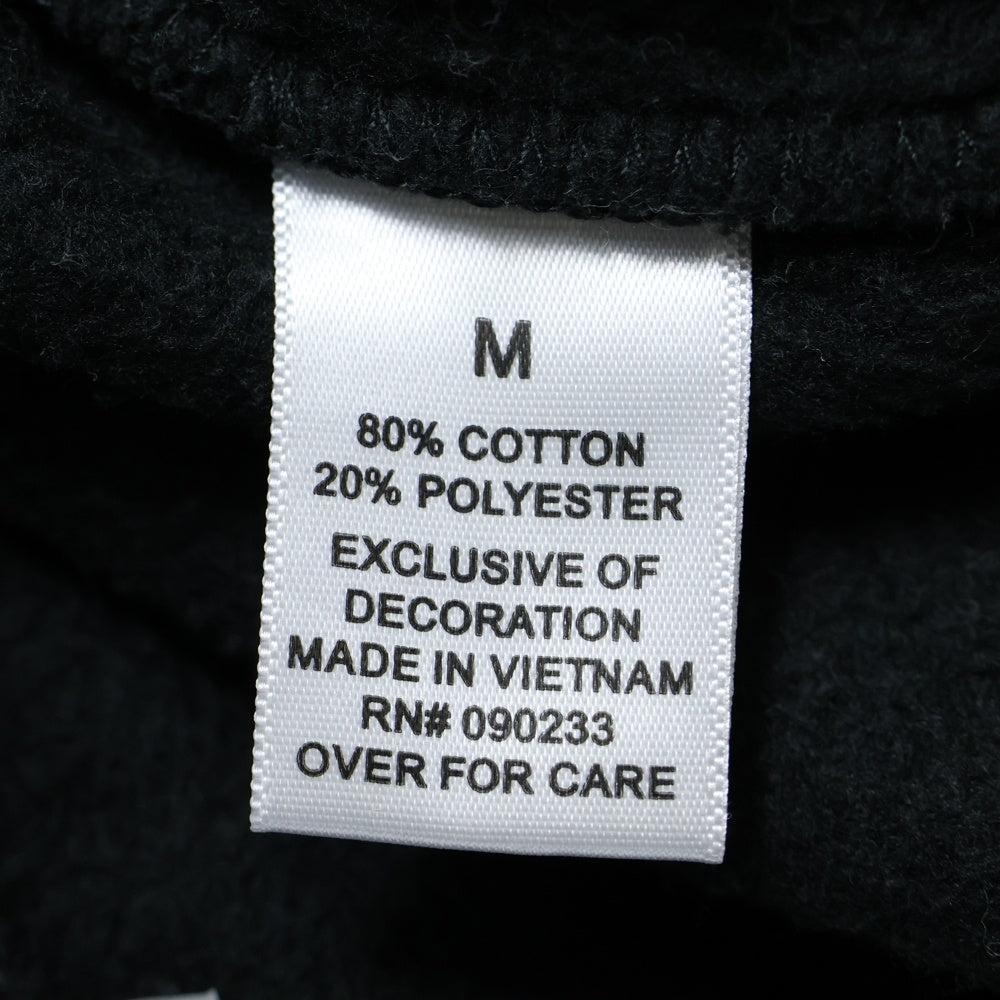 M
80% COTTON
20% POLYESTER
EXCLUSIVE OF
DECORATION
MADE IN VIETNAM
RN# 090233
OVER FOR CARE